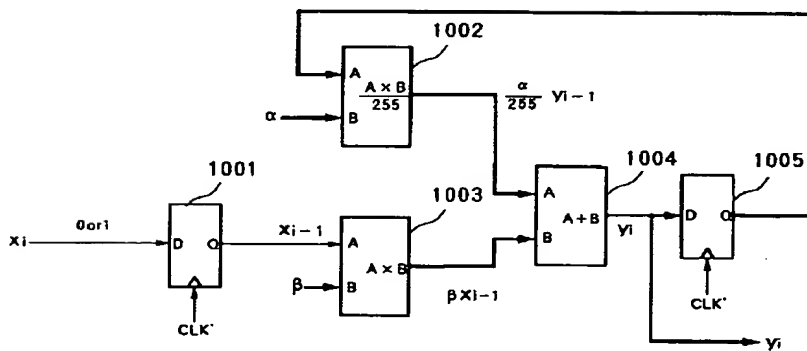 1002
A
A × B
255
α
B
α
255
yi-1
1001
1003
1004
1005
Xi
0or1
D
Q
Xi-1
A
A × B
β
B
βXi-1
A
A+B
B
yi
D
Q
CLK'
CLK'
yi